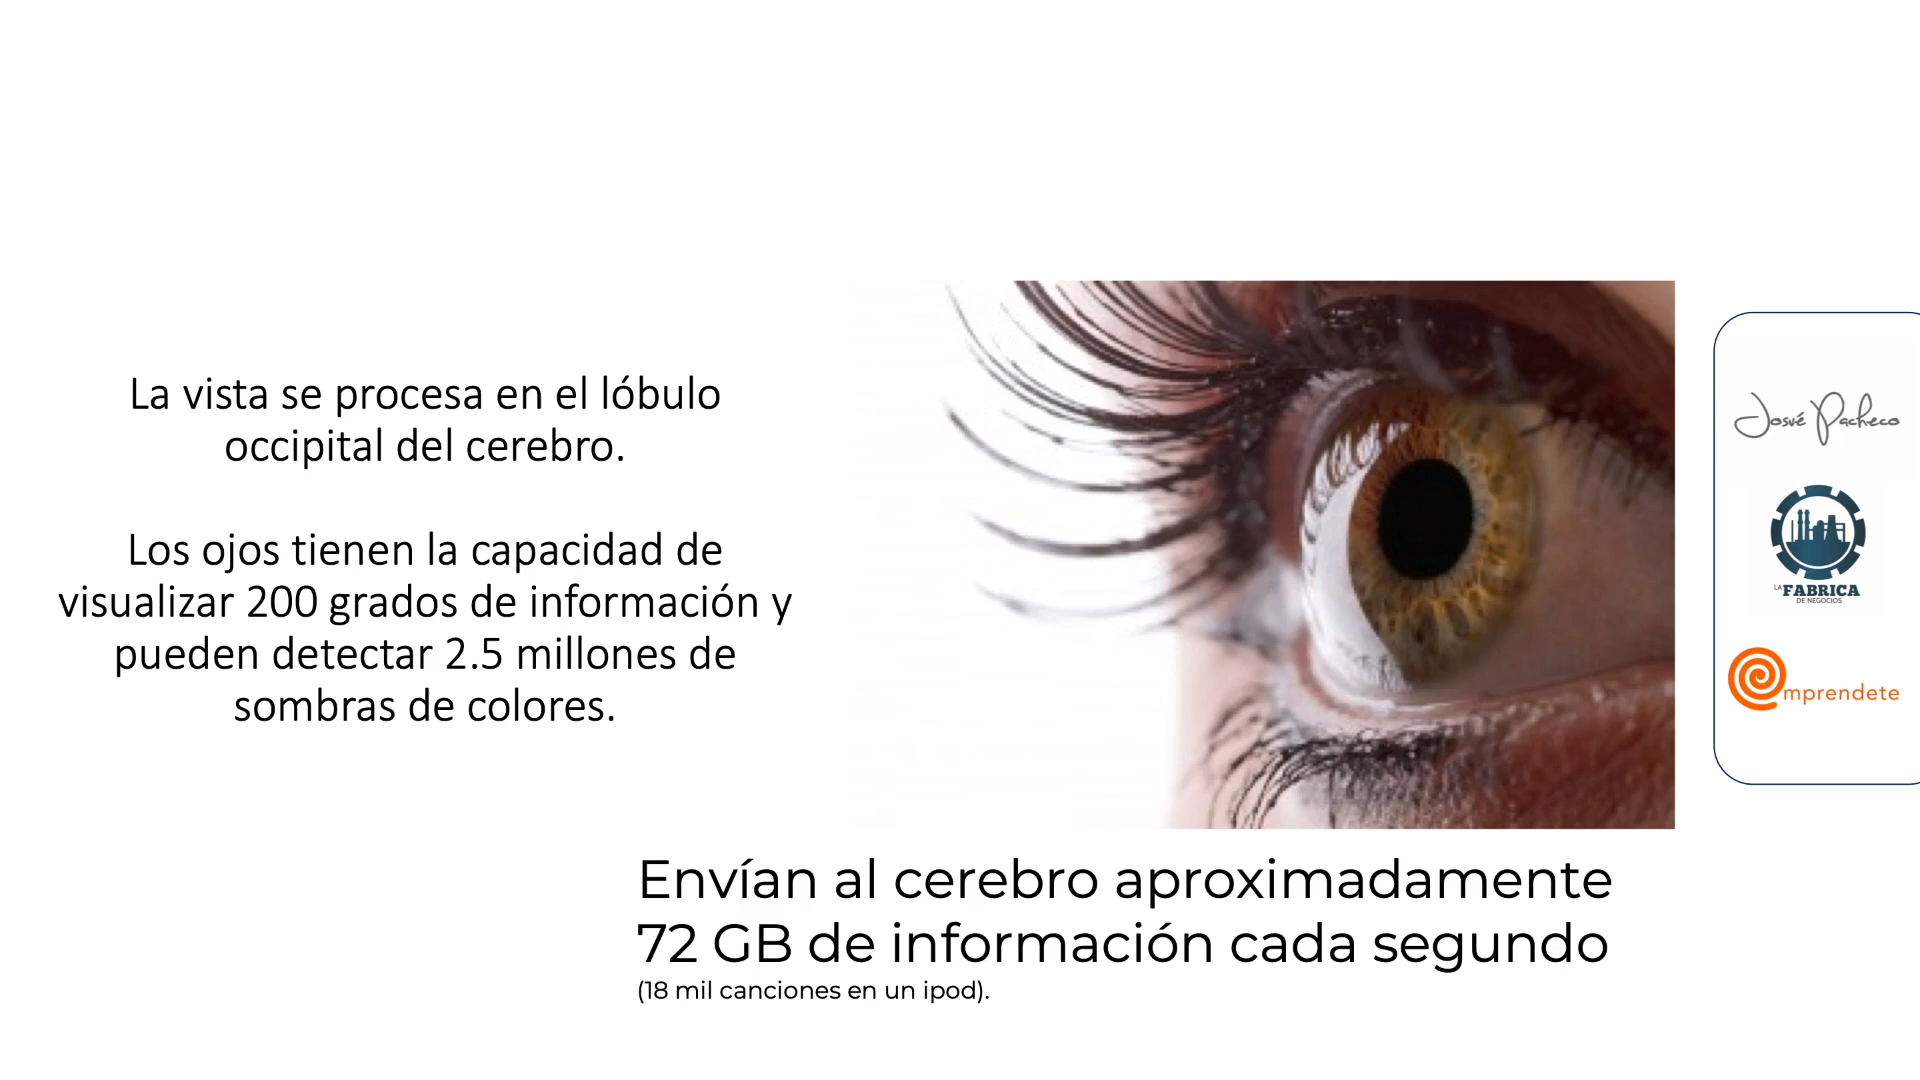 La vista se procesa en el lóbulo
occipital del cerebro.
Los ojos tienen la capacidad de
visualizar 200 grados de información y
pueden detectar 2.5 millones de
sombras de colores.
Envían al cerebro aproximadamente
72 GB de información cada segundo
(18 mil canciones en un ipod).
Josué Pacheco
LA FABRICA
DE NEGOCIOS
mprendete